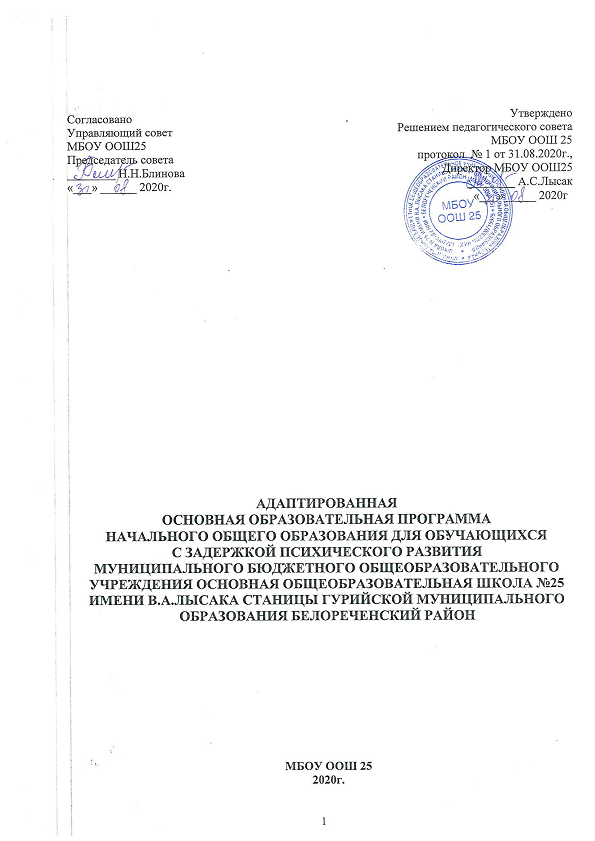 Согласовано
Управляющий совет
МБОУ ООШ25
Председатель совета
Н.Н.Блинова
«31» 08 2020г.
Утверждено
Решением педагогического совета
МБОУ ООШ 25
протокол № 1 от 31.08.2020г.,
Директор МБОУ ООШ25
А.С.Лысак
« » 08 2020г
МБОУ
ООШ 25
АДАПТИРОВАННАЯ
ОСНОВНАЯ ОБРАЗОВАТЕЛЬНАЯ ПРОГРАММА
НАЧАЛЬНОГО ОБЩЕГО ОБРАЗОВАНИЯ ДЛЯ ОБУЧАЮЩИХСЯ
С ЗАДЕРЖКОЙ ПСИХИЧЕСКОГО РАЗВИТИЯ
МУНИЦИПАЛЬНОГО БЮДЖЕТНОГО ОБЩЕОБРАЗОВАТЕЛЬНОГО
УЧРЕЖДЕНИЯ ОСНОВНАЯ ОБЩЕОБРАЗОВАТЕЛЬНАЯ ШКОЛА №25
ИМЕНИ В.А.ЛЫСАКА СТАНИЦЫ ГУРИЙСКОЙ МУНИЦИПАЛЬНОГО
ОБРАЗОВАНИЯ БЕЛОРЕЧЕНСКИЙ РАЙОН
МБОУ ООШ 25
2020г.
1